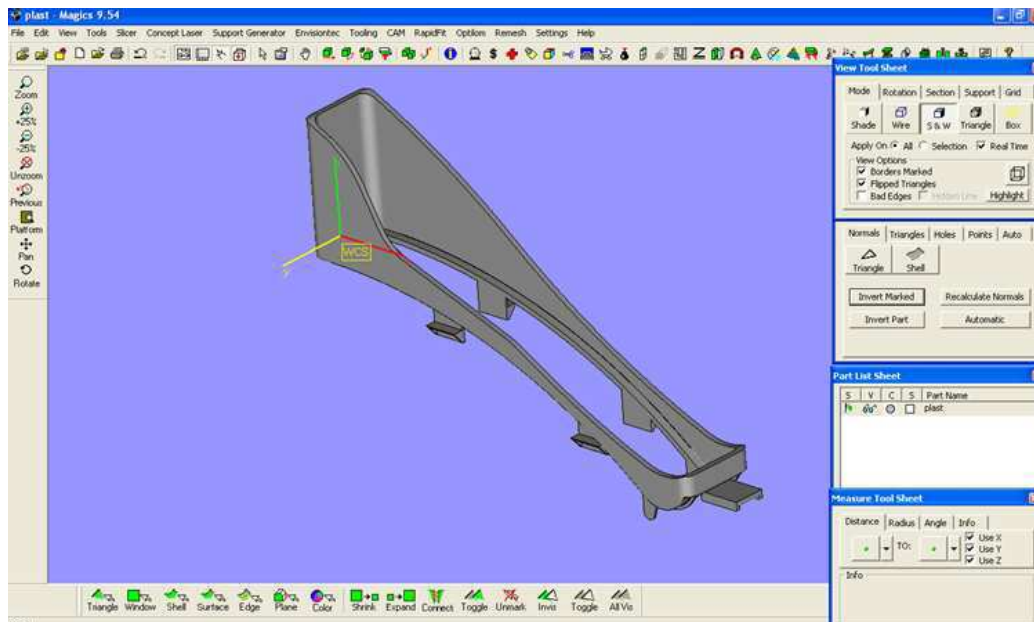 plast - Magics 9.54
File Edit View Tools Slicer Concept Laser Support Generator Envisiontec Tooling CAM RapidFit Optilom Remesh Settings Help
Zoom
+25%
-25%
Unzoom
Previous
Platform
Pan
Rotate
WCS
y
View Tool Sheet
Mode Rotation Section Support Grid
Shade Wire S & W Triangle Box
Apply On All Selection Real Time
View Options
Borders Marked
Flipped Triangles
Bad Edges Hidden Line Highlight
Normals Triangles Holes Points Auto
Triangle Shell
Invert Marked Recalculate Normals
Invert Part Automatic
Part List Sheet
S V C S Part Name
plast
Measure Tool Sheet
Distance Radius Angle Info
TO: Use X
Use Y
Use Z
Info
Triangle Window Shell Surface Edge Plane Color Shrink Expand Connect Toggle Unmark Invis Toggle All Vis